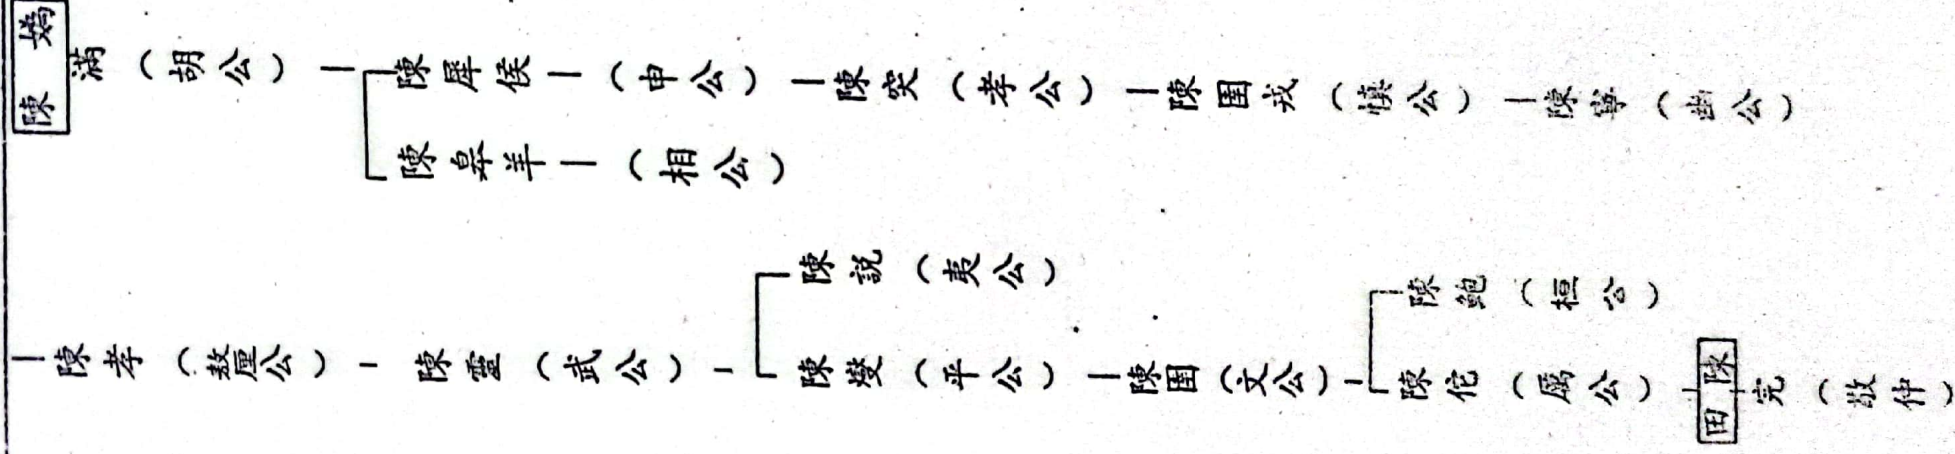 陳 媯
滿（胡公）
陳犀侯（申公）
陳突（孝公）
陳圉戎（慎公）
陳寧（幽公）
陳皋羊（相公）
陳孝（釐公）
陳靈（武公）
陳說（夷公）
陳燮（平公）
陳圉（文公）
陳鮑（桓公）
陳佗（厲公）
田 陳
完（敬仲）